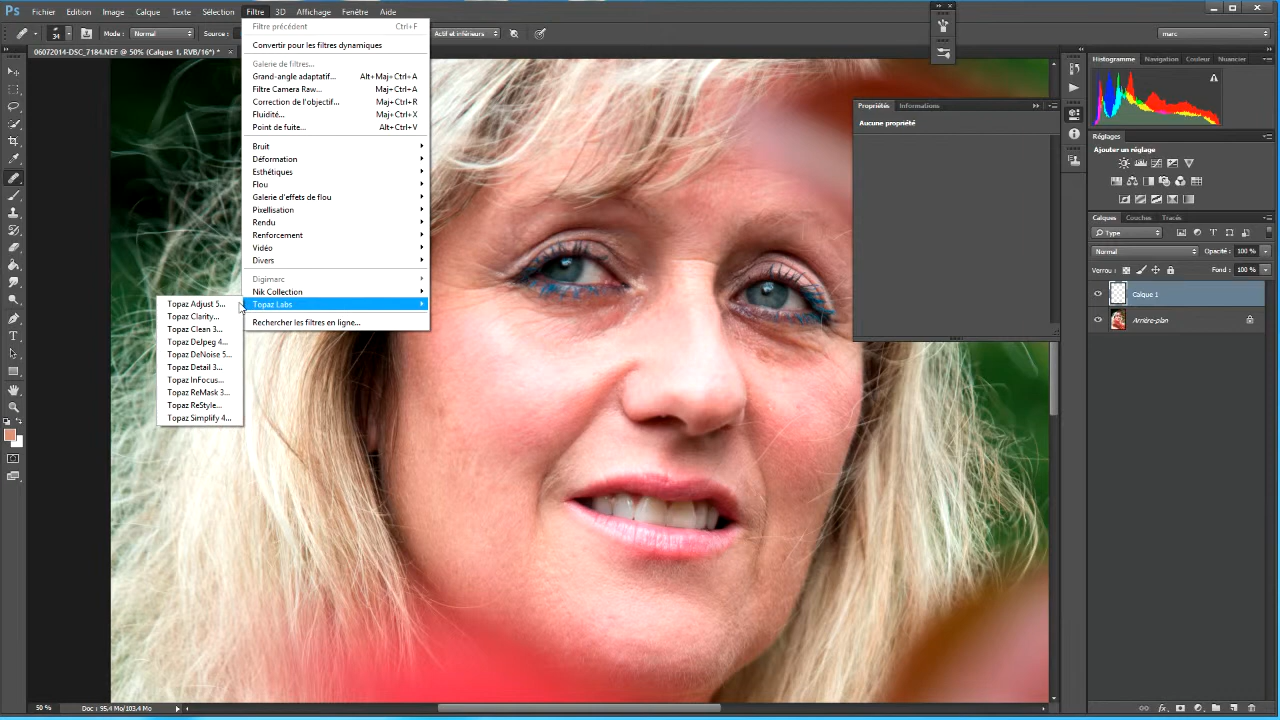 Ps Fichier Edition Image Calque Texte Sélection Filtre 3D Affichage Fenêtre Aide
34 Mode : Normal Source : Actif et inférieurs marc
06072014-DSC_7184.NEF @ 50% (Calque 1, RVB/16*) *
Filtre précédent Ctrl+F
Convertir pour les filtres dynamiques
Galerie de filtres...
Grand-angle adaptatif... Alt+Maj+Ctrl+A
Filtre Camera Raw... Maj+Ctrl+A
Correction de l'objectif... Maj+Ctrl+R
Fluidité... Maj+Ctrl+X
Point de fuite... Alt+Ctrl+V
Bruit
Déformation
Esthétiques
Flou
Galerie d'effets de flou
Pixellisation
Rendu
Renforcement
Vidéo
Divers
Digimarc
Nik Collection
Topaz Labs
Rechercher les filtres en ligne...
Topaz Adjust 5...
Topaz Clarity...
Topaz Clean 3...
Topaz DeJpeg 4...
Topaz DeNoise 5...
Topaz Detail 3...
Topaz InFocus...
Topaz ReMask 3...
Topaz ReStyle...
Topaz Simplify 4...
Propriétés Informations
Aucune propriété
Histogramme Navigation Couleur Nuancier
Réglages
Ajouter un réglage
Calques Couches Tracés
Type
Normal Opacité : 100 %
Verrou : Fond : 100 %
Calque 1
Arrière-plan
50 % Doc : 95.4 Mo/103.4 Mo